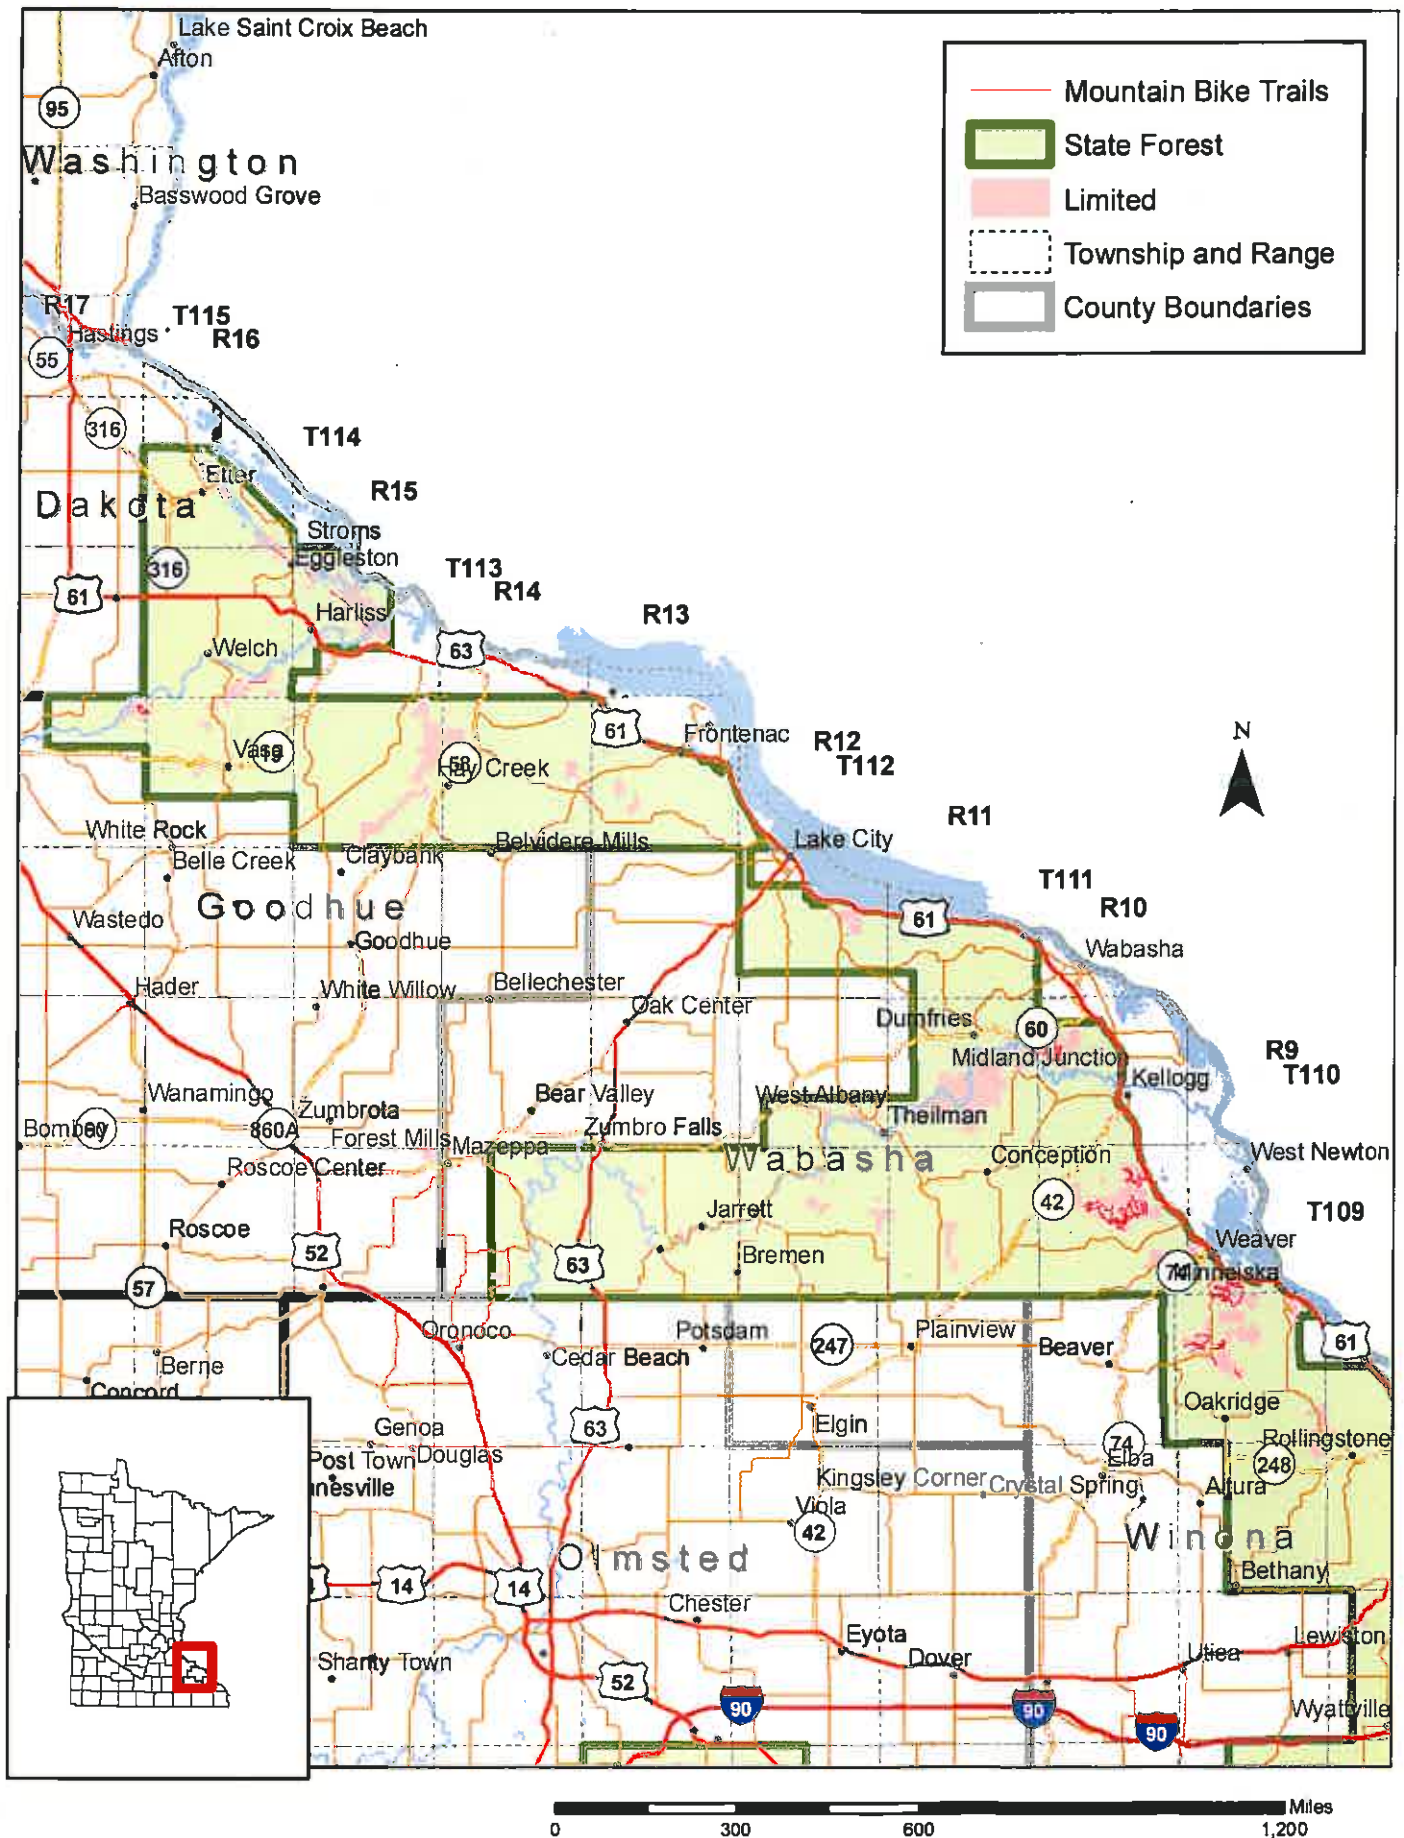 Lake Saint Croix Beach
Afton
95
Washington
Basswood Grove
Mountain Bike Trails
State Forest
Limited
Township and Range
County Boundaries
R17
T115
R16
Hastings
55
316
T114
Etter
R15
Dakota
Stroms
Eggleston
316
T113
R14
61
Harliss
R13
Welch
63
61
Frontenac
R12
T112
N
Vasa
19
58
Hay Creek
R11
White Rock
Belvidere Mills
Lake City
Belle Creek
Claybank
T111
R10
Goodhue
61
Wastedo
Goodhue
Wabasha
Hader
White Willow
Bellechester
Oak Center
Dumfries
60
Midland Junction
R9
T110
Kellogg
Wanamingo
Bear Valley
West Albany
Zumbrota
Theilman
Bombay
60
860A
Forest Mills
Mazeppa
Zumbro Falls
Wabasha
Conception
West Newton
Roscoe Center
42
Jarrett
T109
Roscoe
52
63
Bremen
Weaver
74
Minneiska
57
Oronoco
Potsdam
247
Plainview
Beaver
61
Berne
Cedar Beach
Concord
Elgin
Oakridge
Genoa
63
74
Rollingstone
Post Town
Douglas
Elba
248
nesville
Kingsley Corner
Crystal Spring
Altura
Viola
42
Winona
Olmsted
Bethany
14
14
Chester
Eyota
Lewiston
Shanty Town
Dover
Utica
52
90
90
90
Wyattville
Miles
0
300
600
1,200